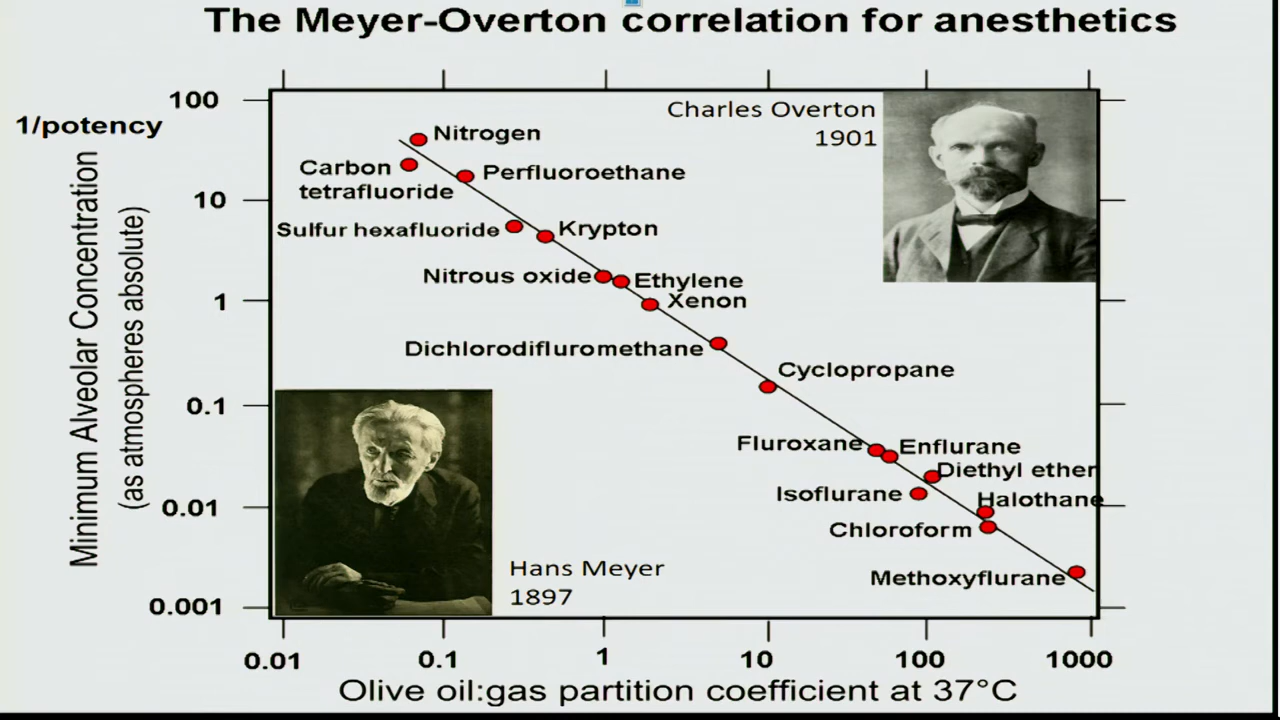 The Meyer-Overton correlation for anesthetics
100
1/potency
10
1
0.1
0.01
0.001
Minimum Alveolar Concentration
(as atmospheres absolute)
Charles Overton
1901
Nitrogen
Carbon
tetrafluoride
Perfluoroethane
Sulfur hexafluoride
Krypton
Nitrous oxide
Ethylene
Xenon
Dichlorodifluromethane
Cyclopropane
Fluroxane
Enflurane
Diethyl ether
Isoflurane
Halothane
Chloroform
Methoxyflurane
Hans Meyer
1897
0.01
0.1
1
10
100
1000
Olive oil:gas partition coefficient at 37°C